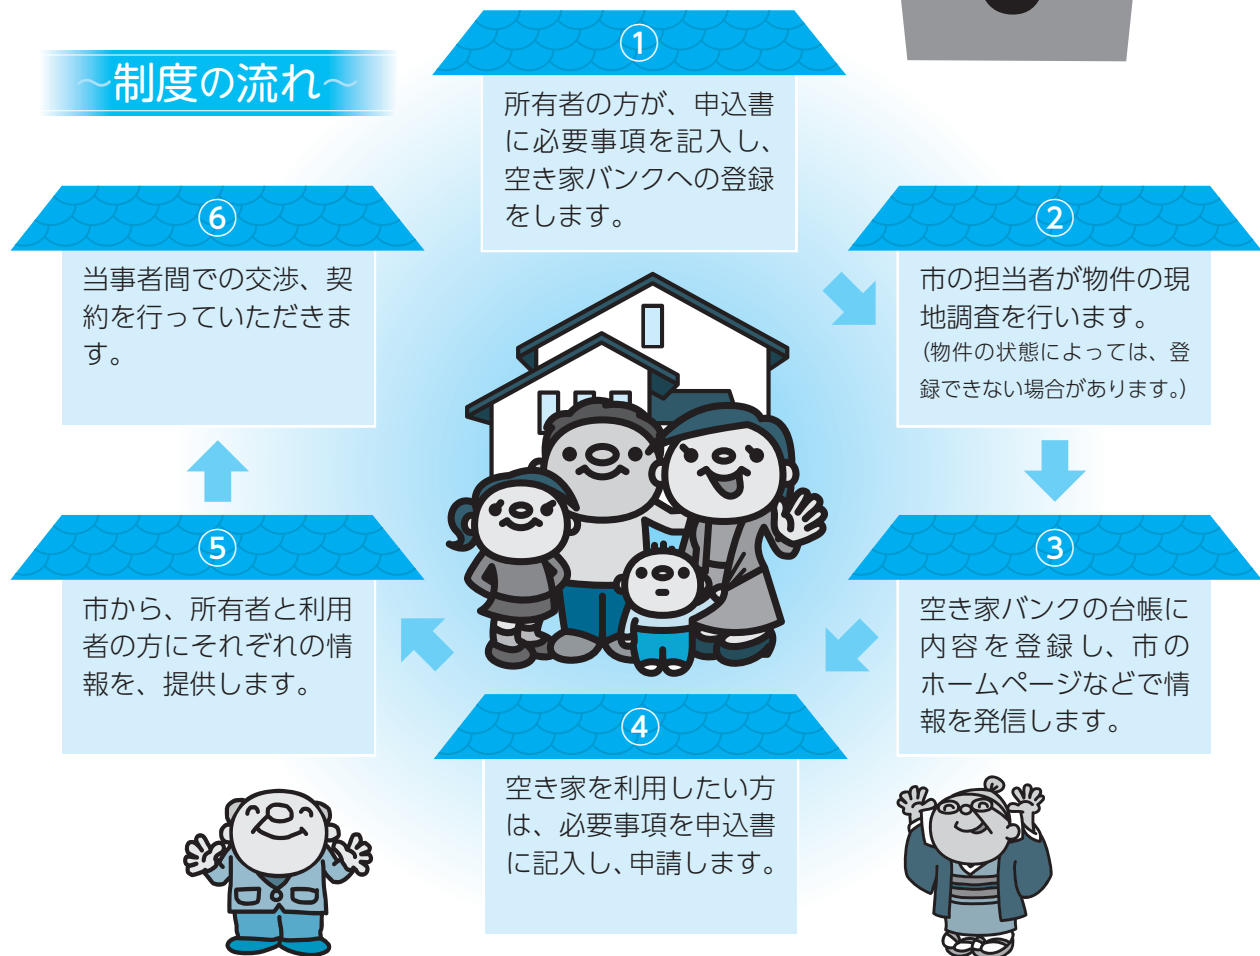 ～制度の流れ～
①
所有者の方が、申込書
に必要事項を記入し、
空き家バンクへの登録
をします。
②
市の担当者が物件の現
地調査を行います。
（物件の状態によっては、登
録できない場合があります。）
③
空き家バンクの台帳に
内容を登録し、市の
ホームページなどで情
報を発信します。
④
空き家を利用したい方
は、必要事項を申込書
に記入し、申請します。
⑤
市から、所有者と利用
者の方にそれぞれの情
報を、提供します。
⑥
当事者間での交渉、契
約を行っていただきま
す。